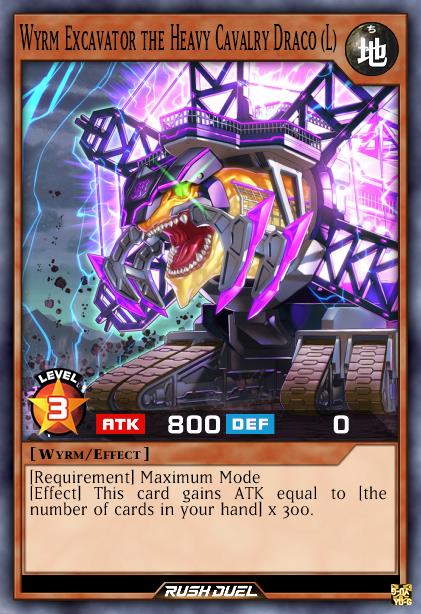 Wyrm Excavator the Heavy Cavalry Draco (L)
ち
地
LEVEL
3
ATK 800 DEF 0
[ Wyrm/Effect ]
[Requirement] Maximum Mode
[Effect] This card gains ATK equal to [the
number of cards in your hand] x 300.
RUSH DUEL